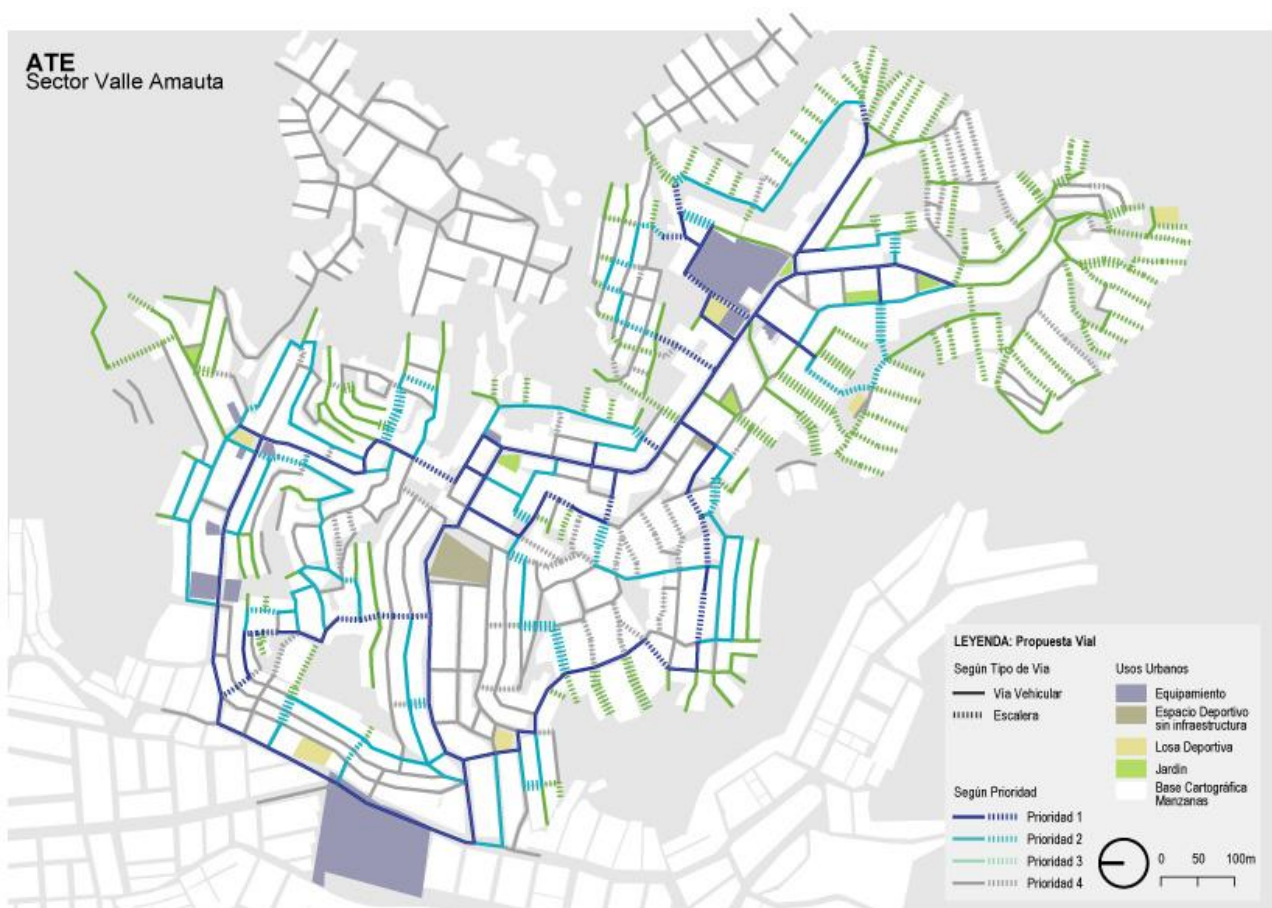 ATE
Sector Valle Amauta
LEYENDA: Propuesta Vial
Según Tipo de Via
Via Vehicular
Escalera
Según Prioridad
Prioridad 1
Prioridad 2
Prioridad 3
Prioridad 4
Usos Urbanos
Equipamiento
Espacio Deportivo
sin infraestructura
Losa Deportiva
Jardin
Base Cartográfica
Manzanas
0 50 100m